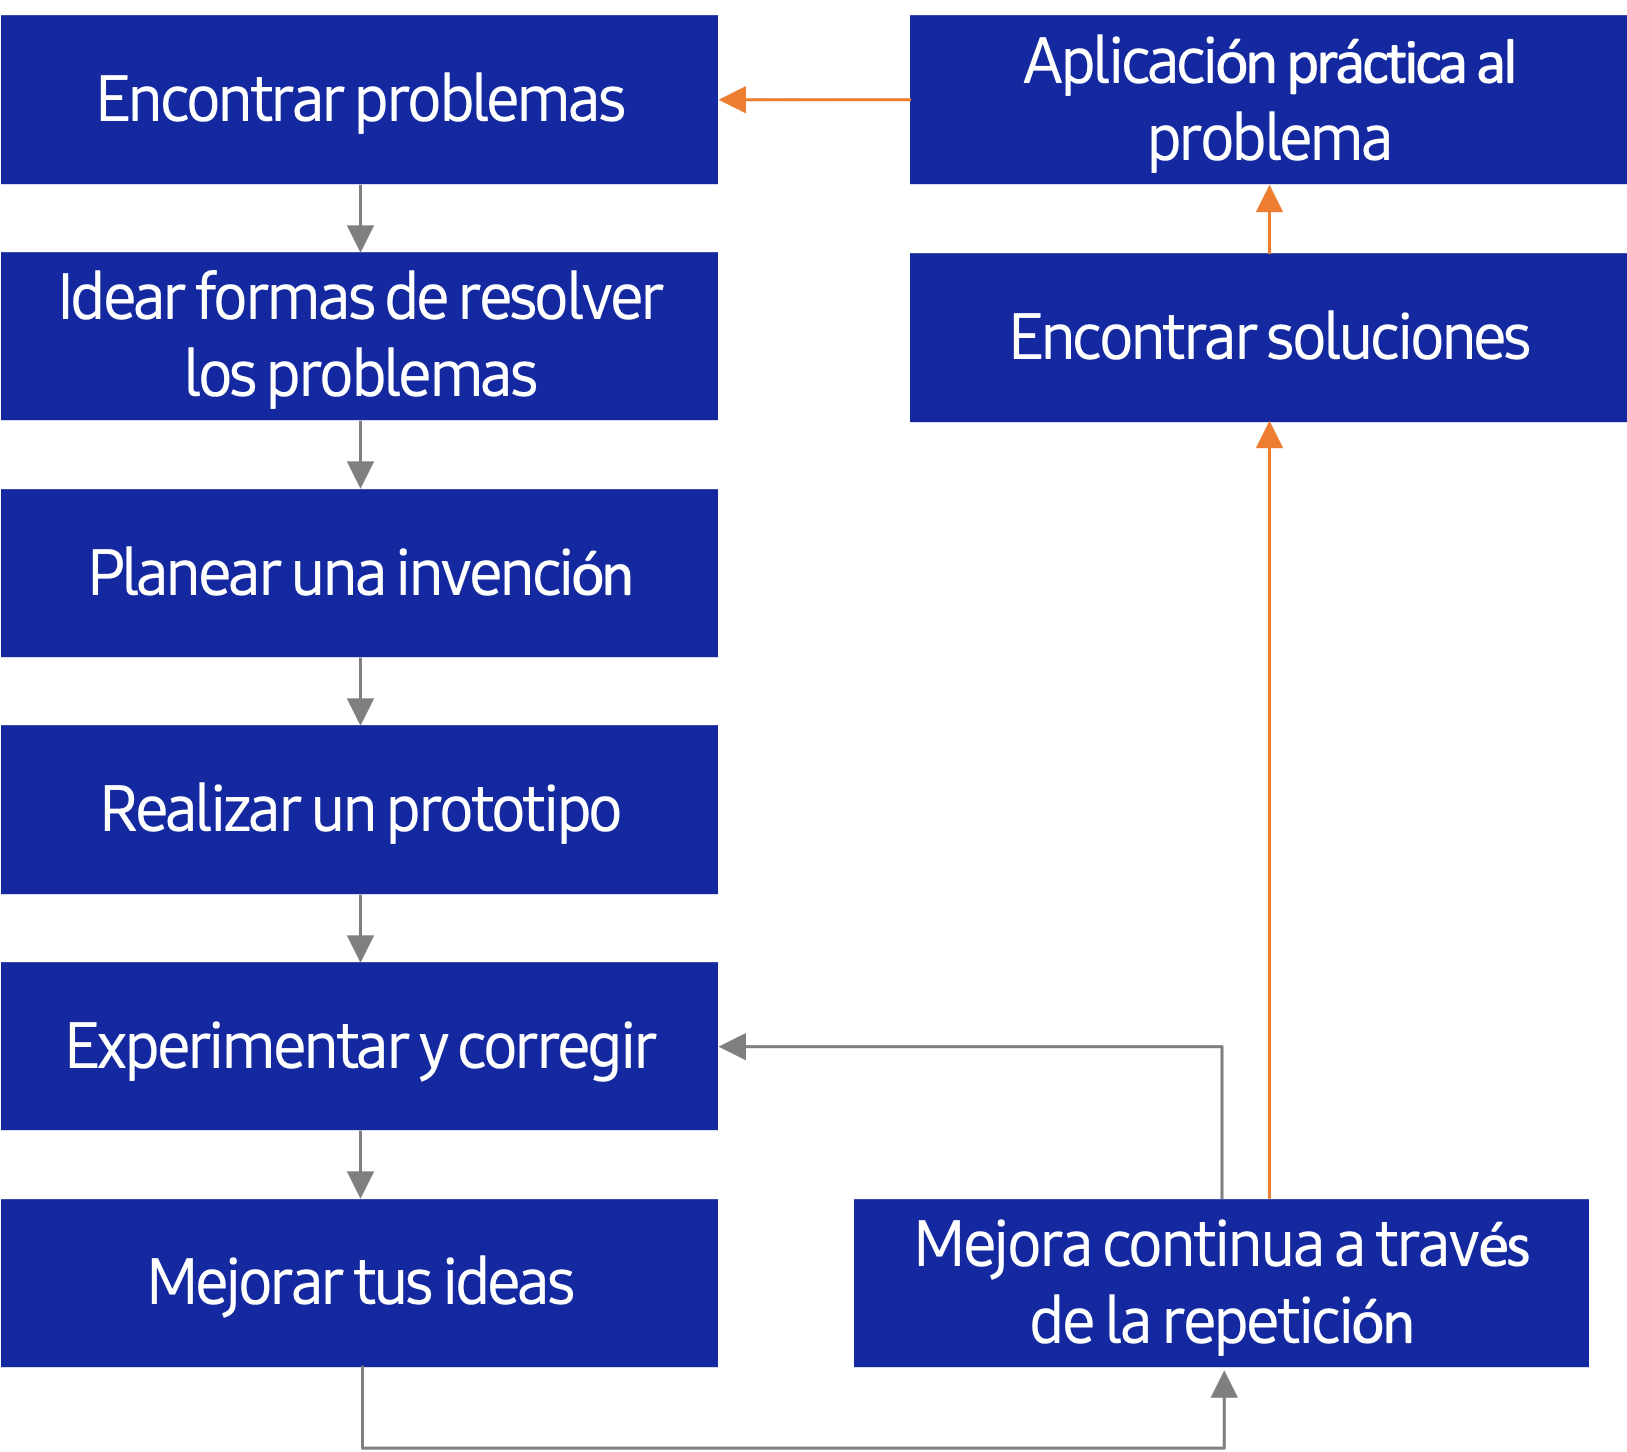 Encontrar problemas
Idear formas de resolver
los problemas
Planear una invención
Realizar un prototipo
Experimentar y corregir
Mejorar tus ideas
Aplicación práctica al
problema
Encontrar soluciones
Mejora continua a través
de la repetición